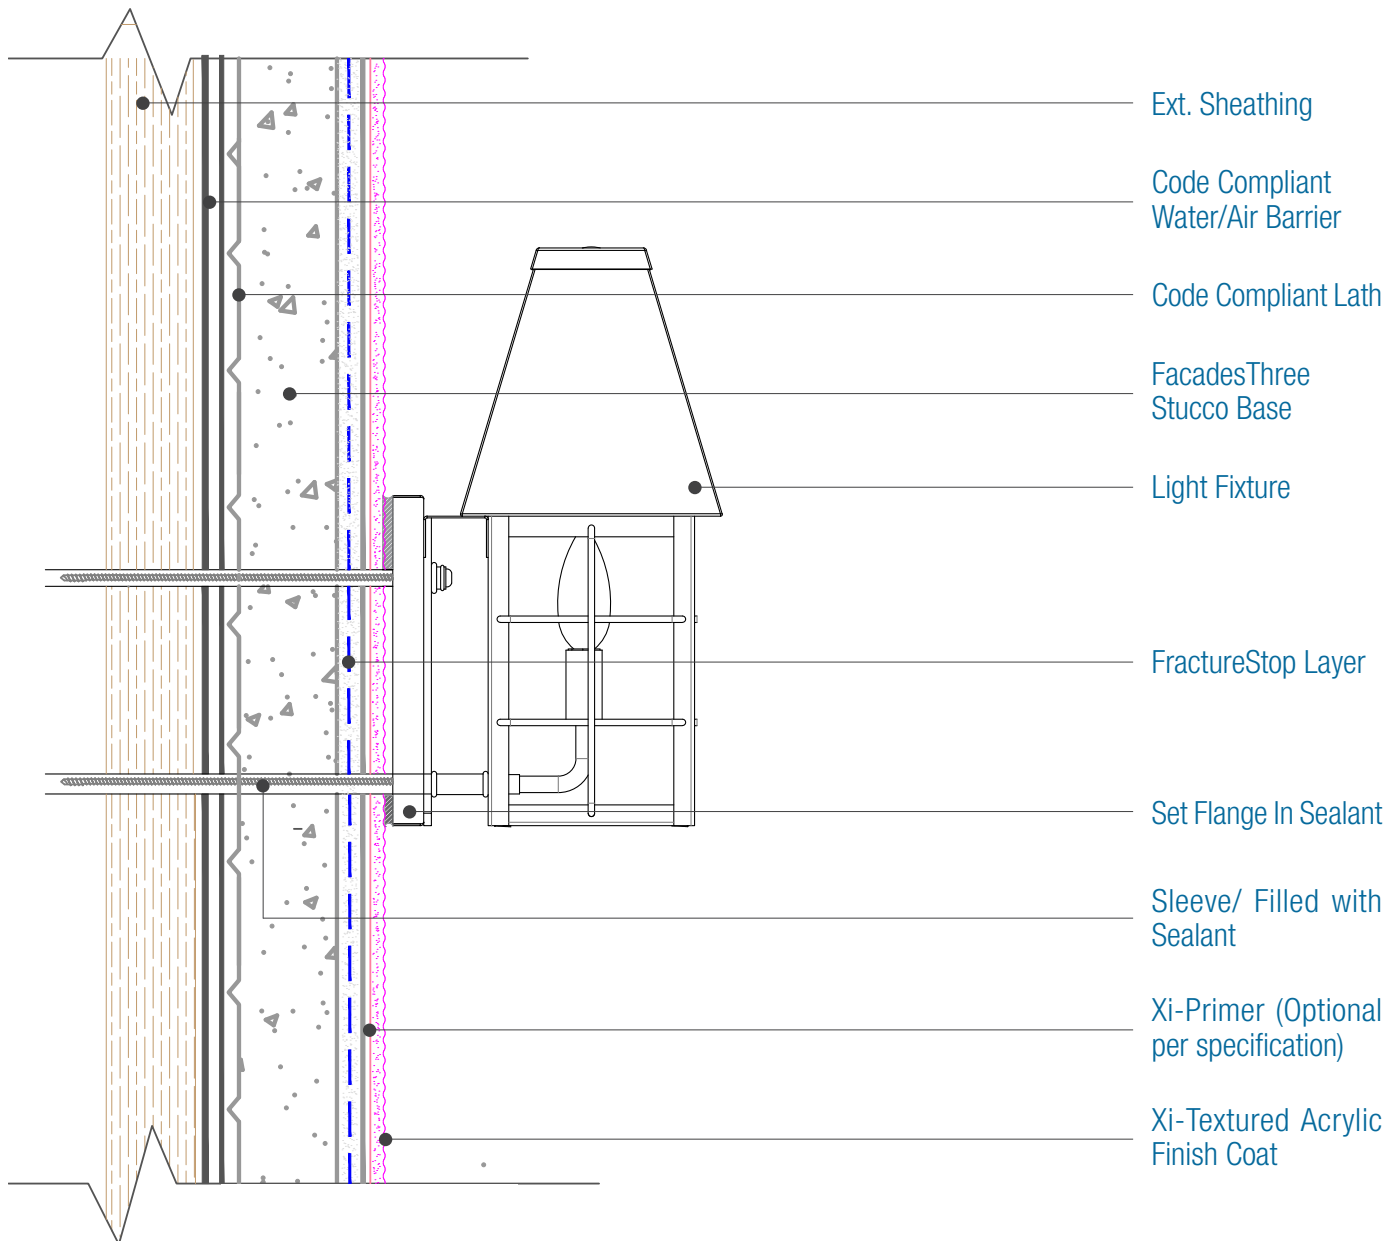 Ext. Sheathing
Code Compliant
Water/Air Barrier
Code Compliant Lath
FacadesThree
Stucco Base
Light Fixture
FractureStop Layer
Set Flange In Sealant
Sleeve/ Filled with
Sealant
Xi-Primer (Optional
per specification)
Xi-Textured Acrylic
Finish Coat